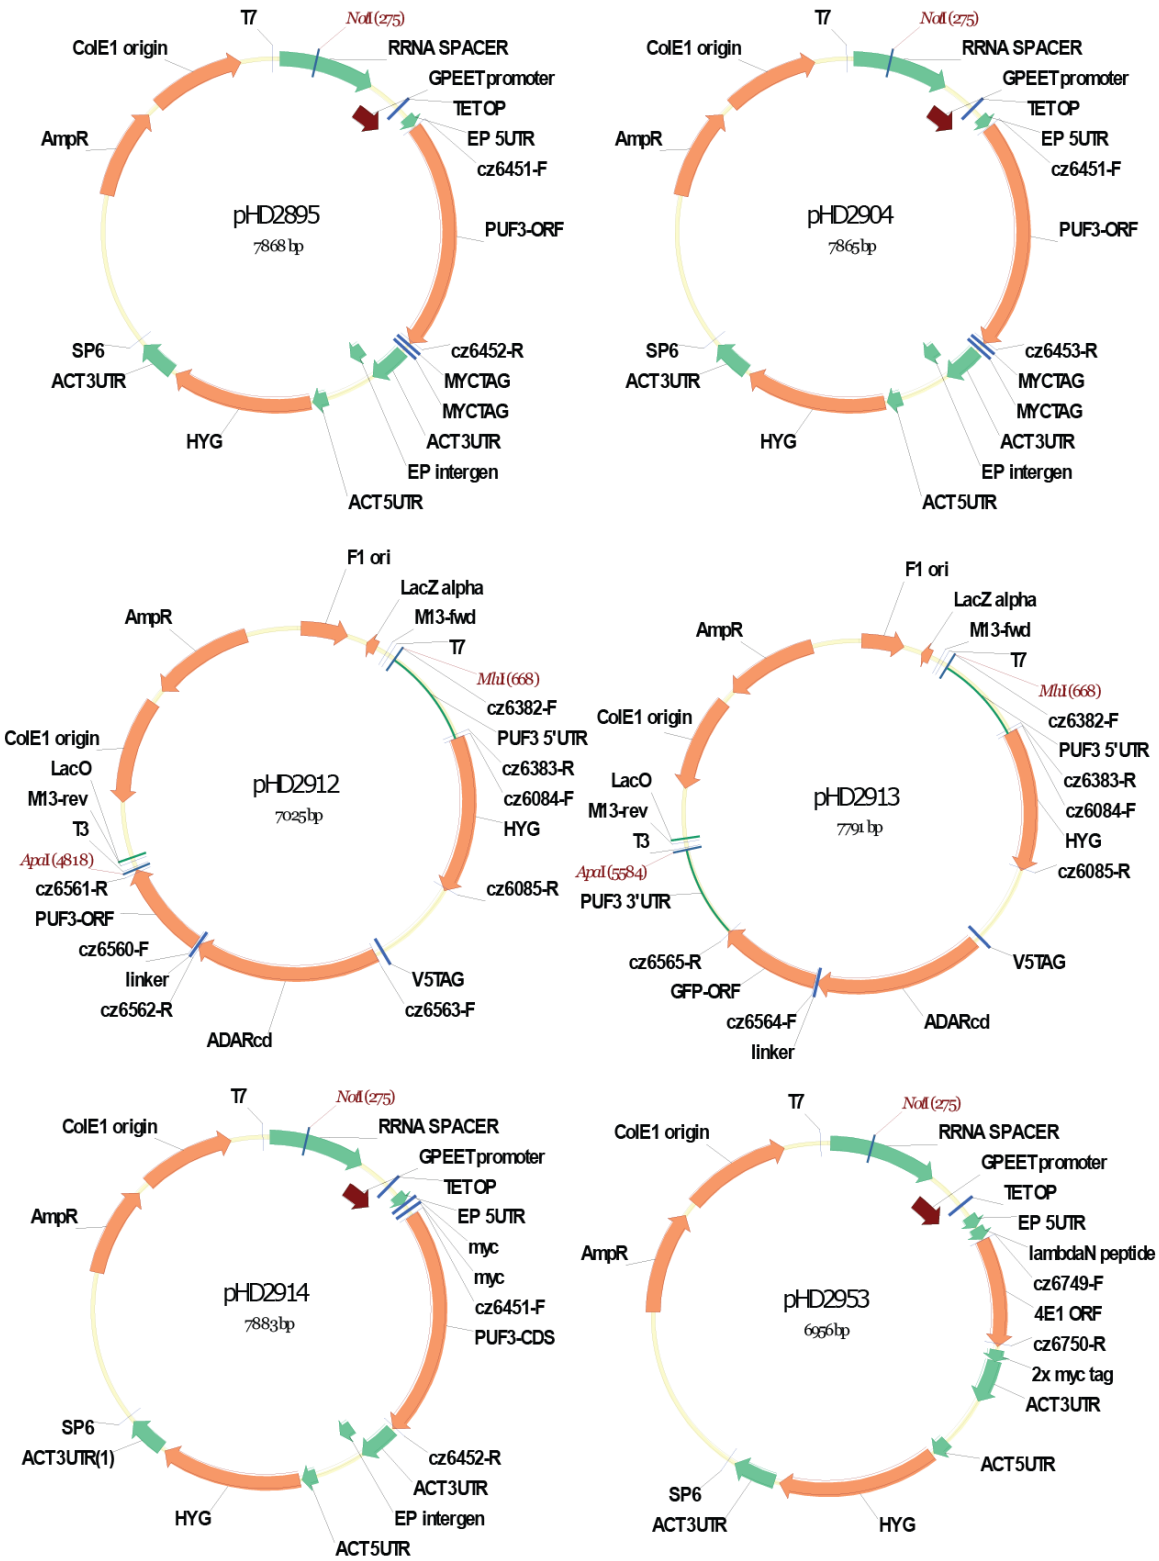 T7
NotI (275)
ColE1 origin
RRNA SPACER
GPEET promoter
TET OP
AmpR
EP 5UTR
cz6451-F
pHD2895
7868 bp
PUF3-ORF
SP6
cz6452-R
ACT3UTR
MYCTAG
MYCTAG
HYG
ACT3UTR
EP intergen
ACT5UTR
T7
NotI (275)
ColE1 origin
RRNA SPACER
GPEET promoter
TET OP
AmpR
EP 5UTR
cz6451-F
pHD2904
7865 bp
PUF3-ORF
SP6
cz6453-R
ACT3UTR
MYCTAG
MYCTAG
HYG
ACT3UTR
EP intergen
ACT5UTR
F1 ori
LacZ alpha
AmpR
M13-fwd
T7
MluI (668)
cz6382-F
ColE1 origin
PUF3 5'UTR
LacO
cz6383-R
pHD2912
7025 bp
M13-rev
cz6084-F
T3
HYG
ApaI (4818)
cz6561-R
cz6085-R
PUF3-ORF
cz6560-F
linker
V5TAG
cz6562-R
cz6563-F
ADARcd
F1 ori
LacZ alpha
AmpR
M13-fwd
T7
MluI (668)
ColE1 origin
cz6382-F
PUF3 5'UTR
LacO
cz6383-R
pHD2913
7791 bp
M13-rev
cz6084-F
T3
HYG
ApaI (5584)
cz6085-R
PUF3 3'UTR
cz6565-R
V5TAG
GFP-ORF
cz6564-F
ADARcd
linker
T7
NotI (275)
ColE1 origin
RRNA SPACER
GPEET promoter
TET OP
AmpR
EP 5UTR
myc
myc
pHD2914
7883 bp
cz6451-F
PUF3-CDS
SP6
ACT3UTR(1)
cz6452-R
ACT3UTR
HYG
EP intergen
ACT5UTR
T7
NotI (275)
ColE1 origin
RRNA SPACER
GPEET promoter
TET OP
EP 5UTR
AmpR
lambdaN peptide
cz6749-F
pHD2953
6956 bp
4E1 ORF
cz6750-R
2x myc tag
ACT3UTR
ACT5UTR
SP6
ACT3UTR
HYG